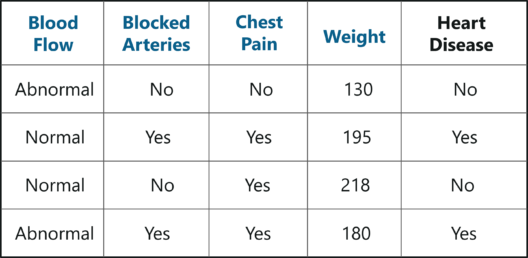 Blood Flow Blocked Arteries Chest Pain Weight Heart Disease
Abnormal No No 130 No
Normal Yes Yes 195 Yes
Normal No Yes 218 No
Abnormal Yes Yes 180 Yes